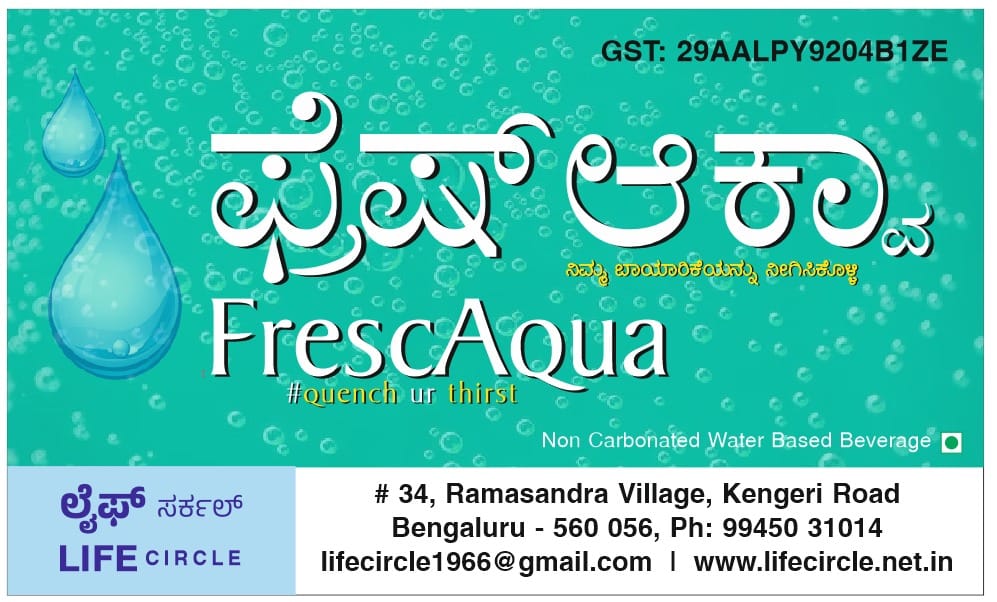 GST: 29AALPY9204B1ZE
ಫ್ರೆಷ್ ಆಕ್ವಾ
ನಿಮ್ಮ ಬಾಯಾರಿಕೆಯನ್ನು ನೀಗಿಸಿಕೊಳ್ಳಿ
FrescAqua
#quench ur thirst
Non Carbonated Water Based Beverage
ಲೈಫ್ ಸರ್ಕಲ್
LIFE CIRCLE
# 34, Ramasandra Village, Kengeri Road
Bengaluru - 560 056, Ph: 99450 31014
lifecircle1966@gmail.com | www.lifecircle.net.in